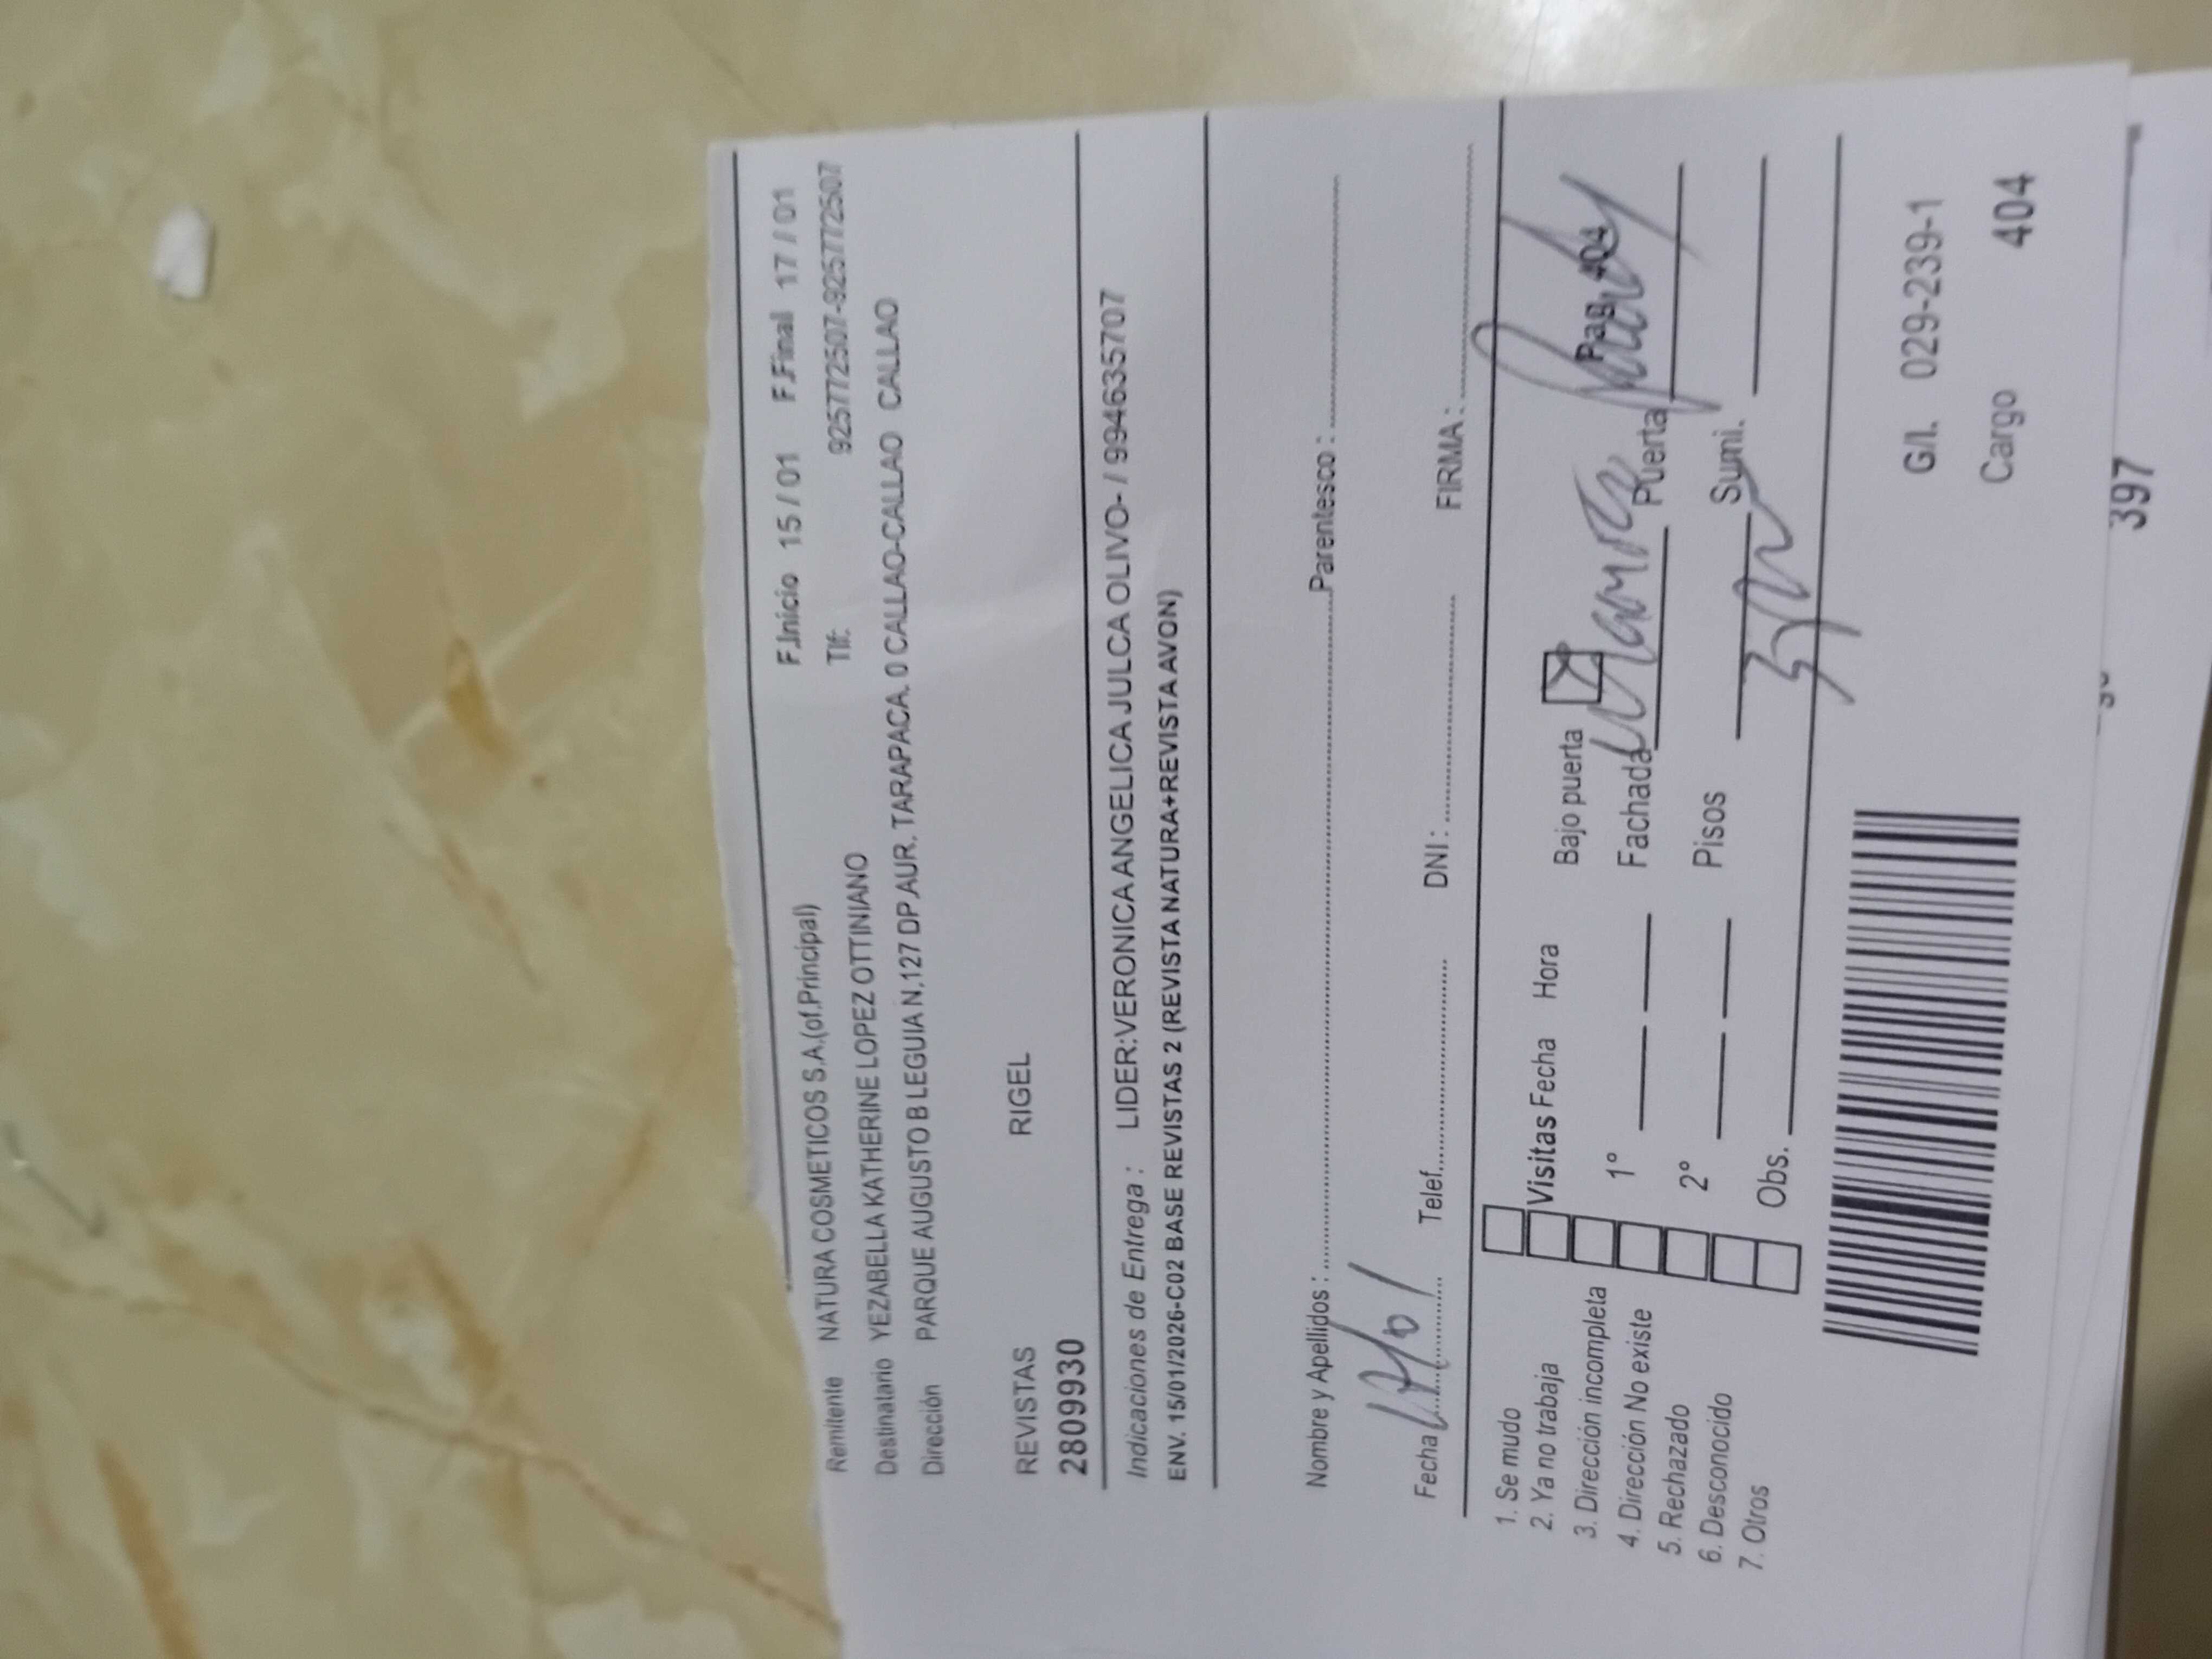 F.Inicio 15 / 01 F.Final 17 / 01
Remitente NATURA COSMETICOS S.A.(of.Principal) Tlf: 925772507-925772507
Destinatario YEZABELLA KATHERINE LOPEZ OTTINIANO
Dirección PARQUE AUGUSTO B LEGUIA N.127 DP.AUR. TARAPACA. 0 CALLAO-CALLAO CALLAO
REVISTAS RIGEL
2809930
Indicaciones de Entrega : LIDER:VERONICA ANGELICA JULCA OLIVO- / 994635707
ENV. 15/01/2026-C02 BASE REVISTAS 2 (REVISTA NATURA+REVISTA AVON)
Nombre y Apellidos : Parentesco :
Fecha 17/01 Telef. DNI : FIRMA :
1. Se mudo
2. Ya no trabaja
3. Dirección incompleta
4. Dirección No existe
5. Rechazado
6. Desconocido
7. Otros
Visitas Fecha Hora Bajo puerta Pag. 404
1° Fachada Puerta
2° Pisos Sumi.
Obs.
G/I. 029-239-1
Cargo 404
397